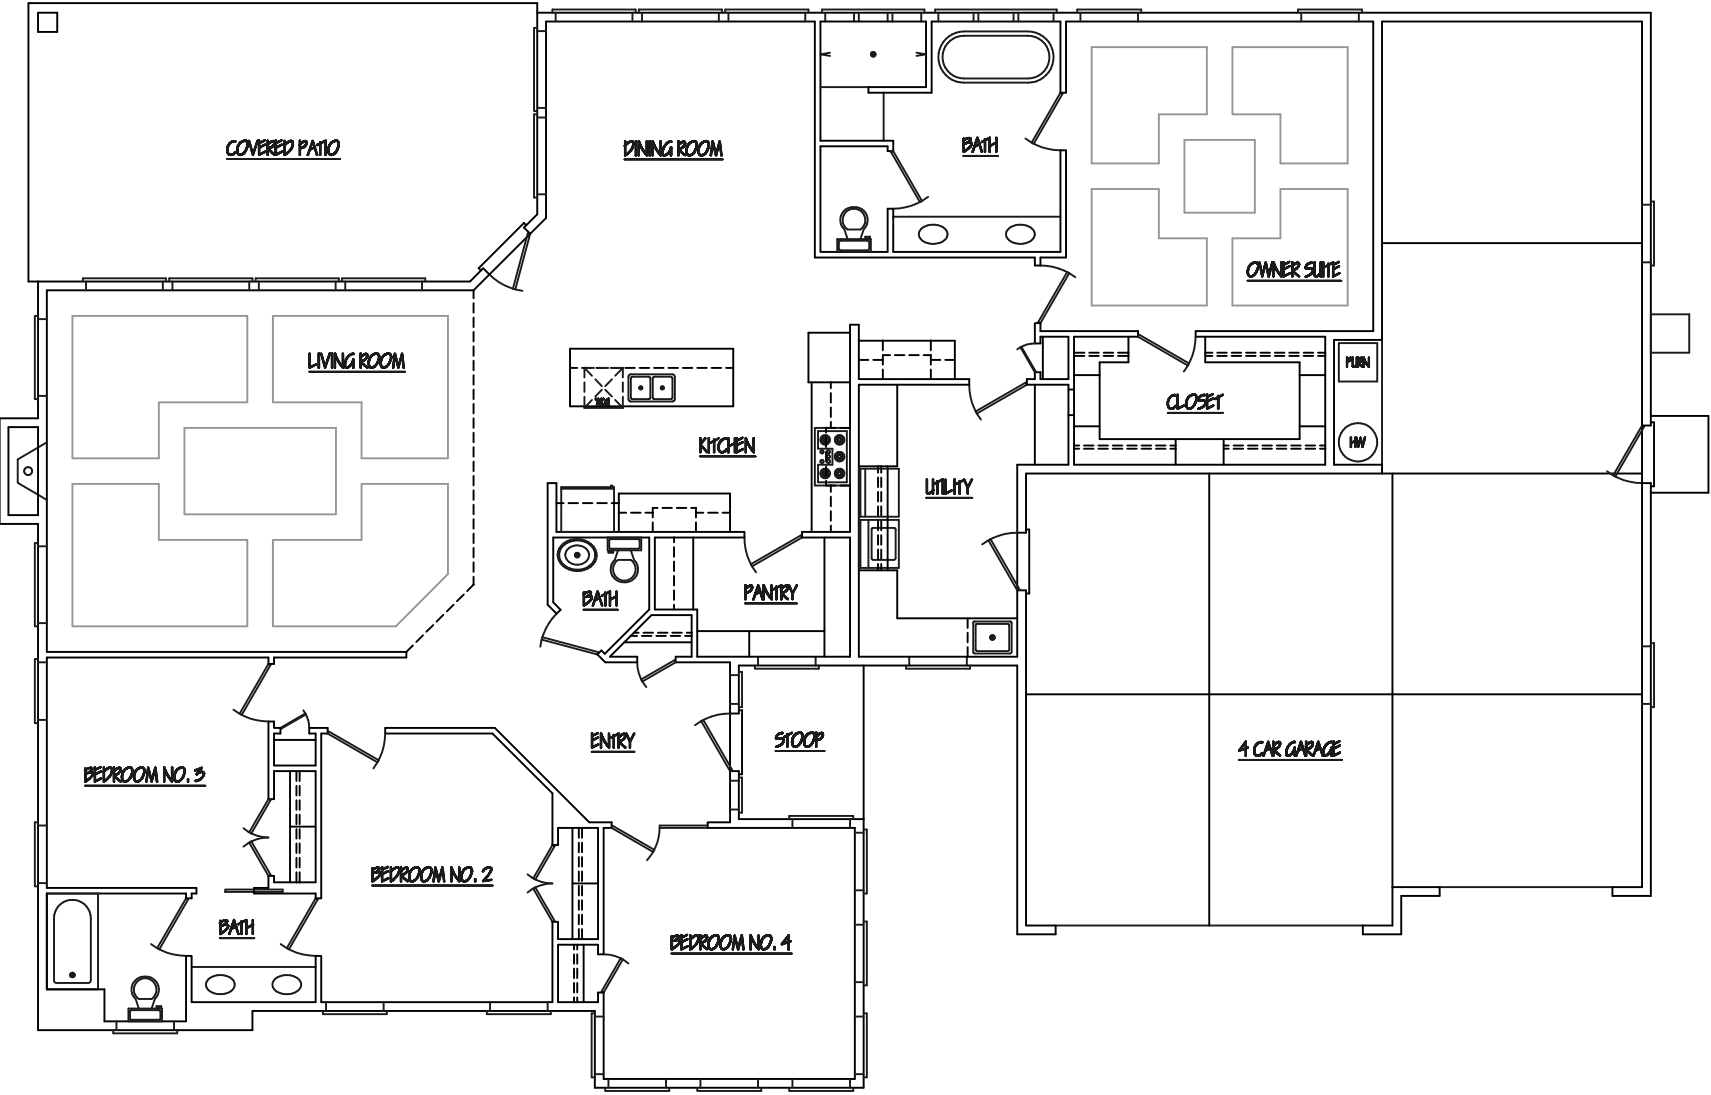 COVERED PATIO
DINING ROOM
BATH
OWNER SUITE
LIVING ROOM
FURN
CLOSET
HW
KITCHEN
UTILITY
BATH
PANTRY
ENTRY
STOOP
4 CAR GARAGE
BEDROOM NO. 3
BEDROOM NO. 2
BATH
BEDROOM NO. 4